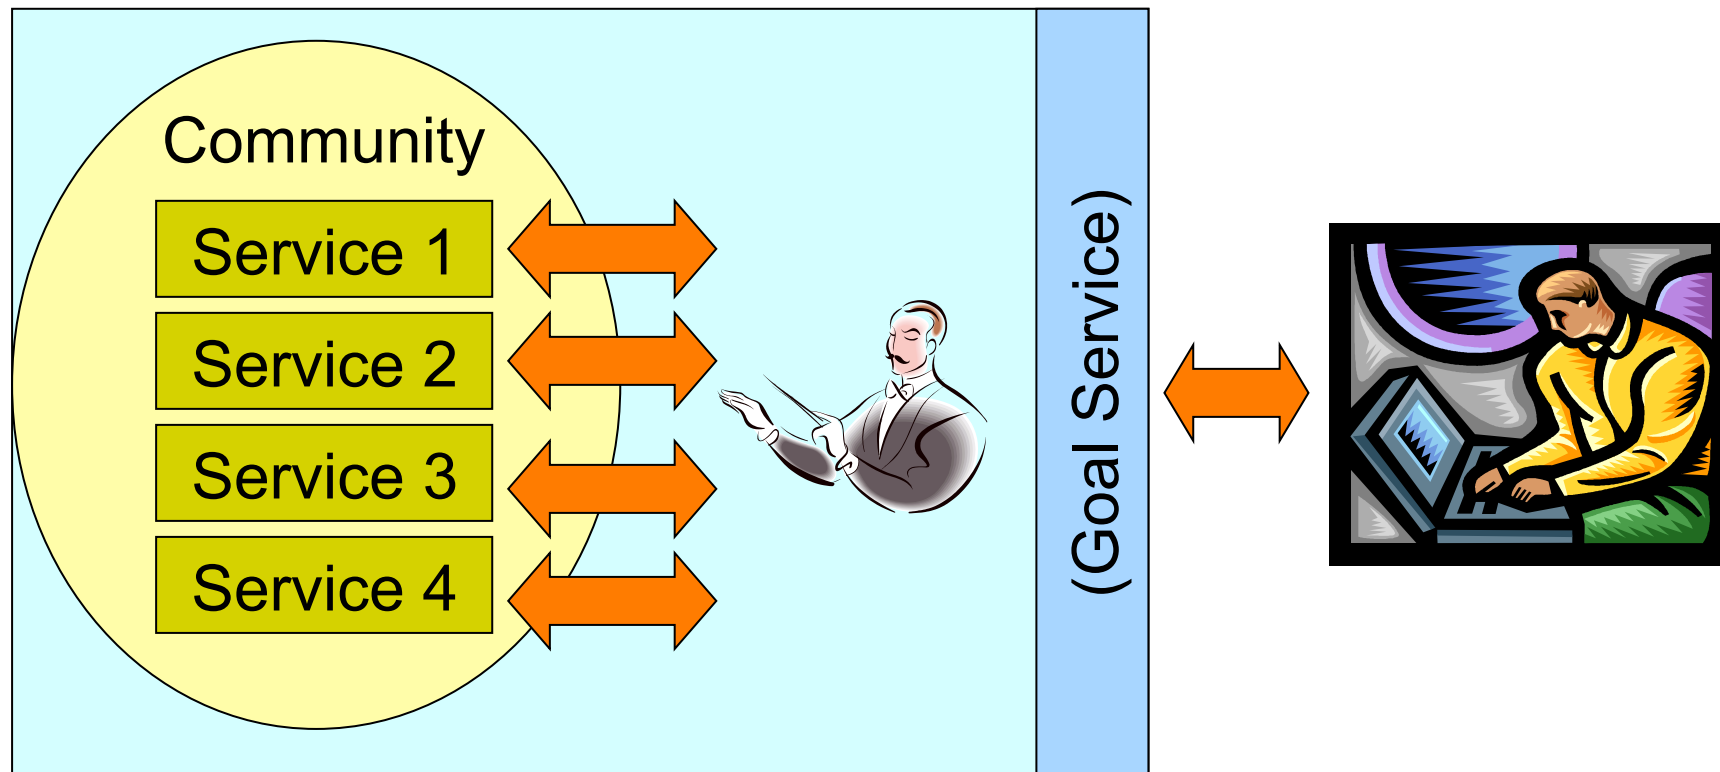 Community
Service 1
Service 2
Service 3
Service 4
(Goal Service)